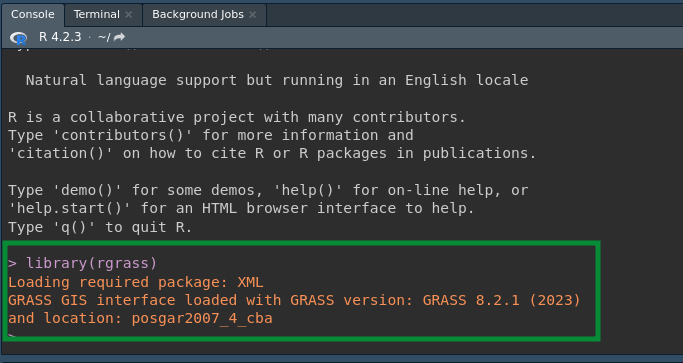 Console
Terminal
Background Jobs
R 4.2.3 · ~/
Natural language support but running in an English locale
R is a collaborative project with many contributors.
Type 'contributors()' for more information and
'citation()' on how to cite R or R packages in publications.
Type 'demo()' for some demos, 'help()' for on-line help, or
'help.start()' for an HTML browser interface to help.
Type 'q()' to quit R.
> library(rgrass)
Loading required package: XML
GRASS GIS interface loaded with GRASS version: GRASS 8.2.1 (2023)
and location: posgar2007_4_cba